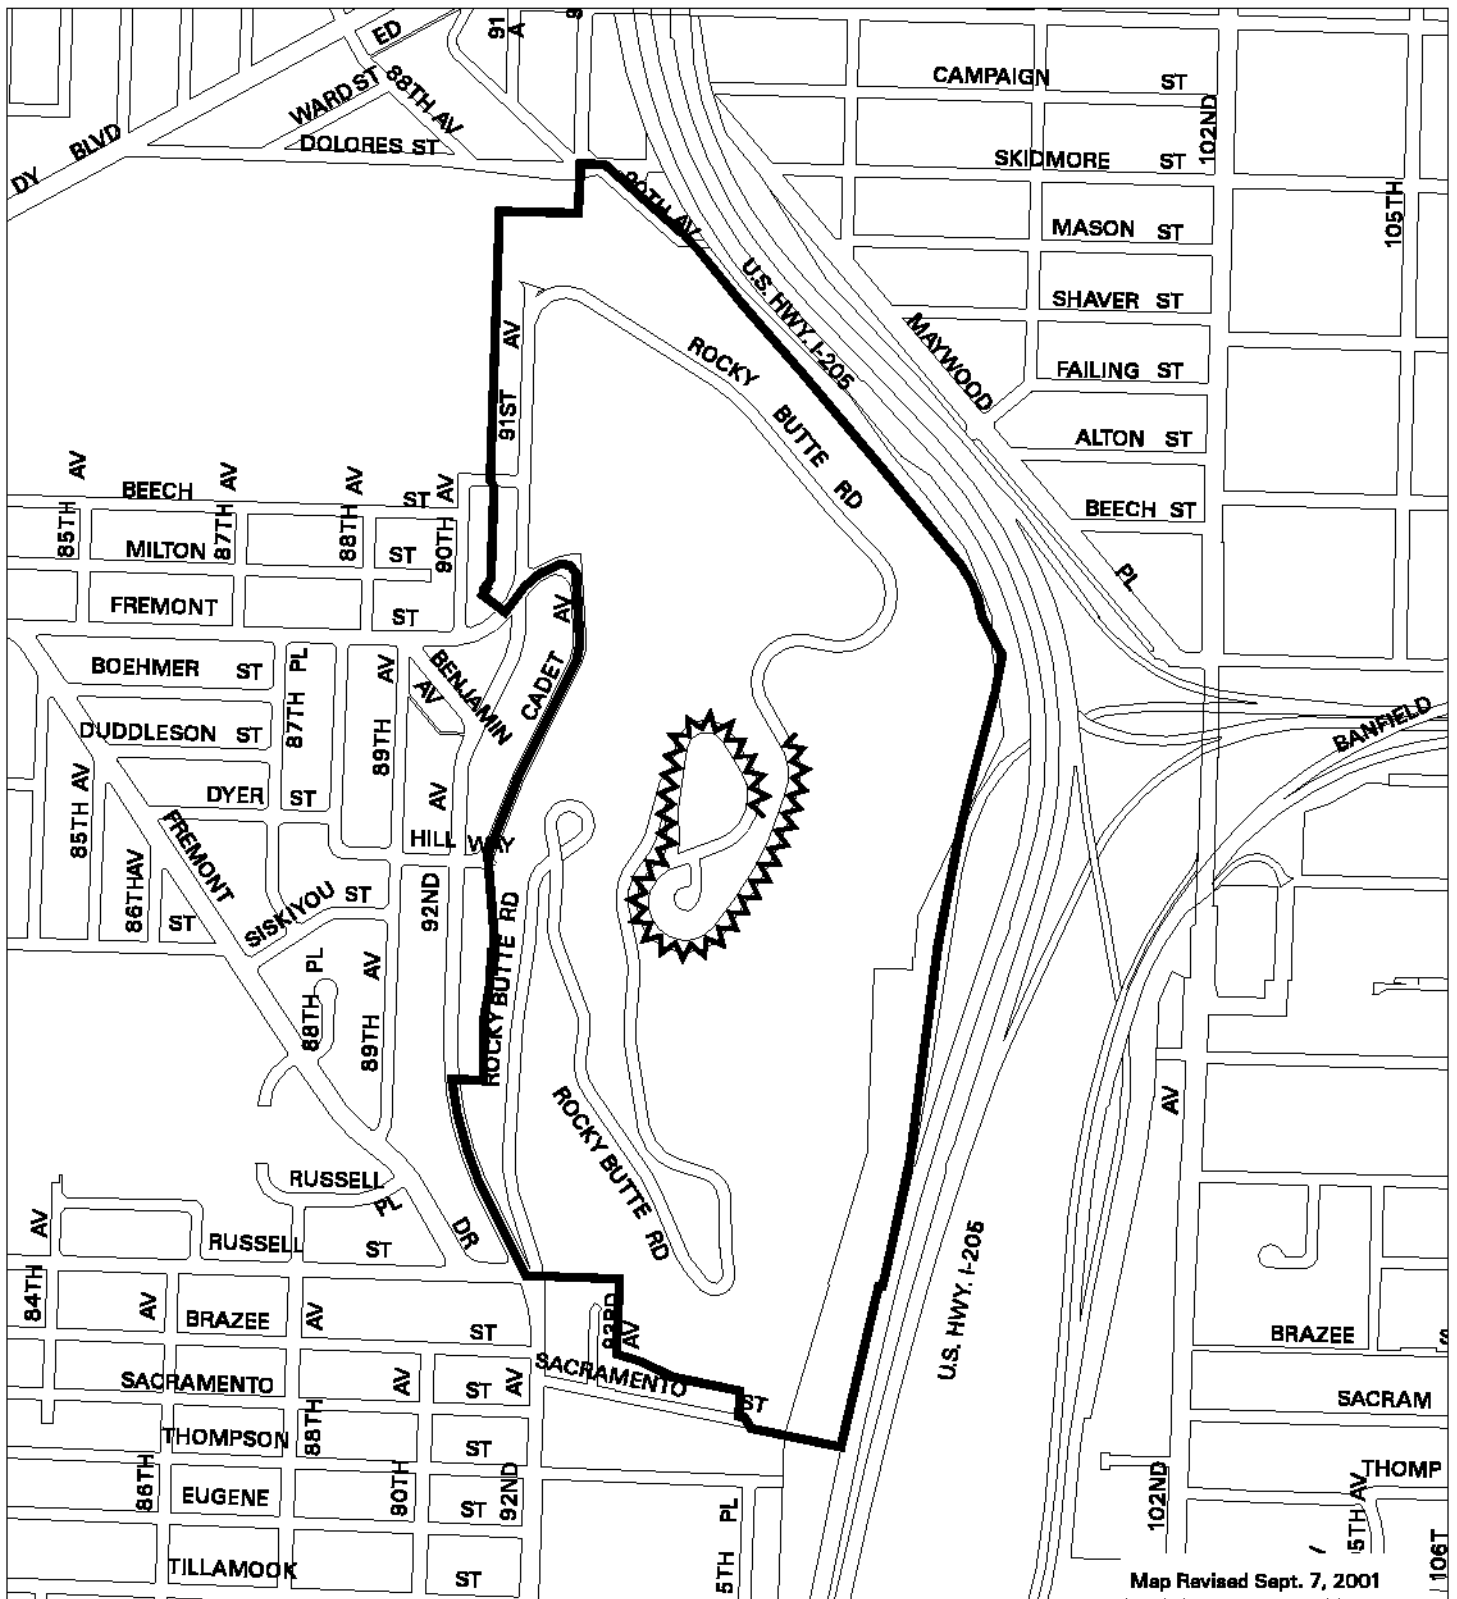 91
A
9
ED
CAMPAIGN ST
WARD ST
88TH AV
102ND
BLVD
DOLORES ST
SKIDMORE ST
DY
99TH AV
105TH
MASON ST
U.S. HWY. I-205
SHAVER ST
AV
MAYWOOD
ROCKY
FAILING ST
91ST
BUTTE
ALTON ST
RD
AV
AV
AV
AV
BEECH ST
BEECH ST
85TH
87TH
88TH
90TH
MILTON ST
PL
FREMONT ST
AV
BOEHMER ST
PL
AV
BENJAMIN
AV
CADET
DUDDLESON ST
87TH
89TH
BANFIELD
85TH AV
DYER ST
AV
FREMONT
HILL WAY
86TH AV
ST
SISKIYOU ST
92ND
ROCKY BUTTE RD
88TH PL
89TH AV
ROCKY BUTTE RD
AV
RUSSELL
PL
AV
RUSSELL ST
DR
U.S. HWY. I-205
84TH
AV
BRAZEE
AV
ST
93RD
AV
BRAZEE
S
SACRAMENTO
SACRAMENTO
AV
ST
AV
ST
SACRAM
THOMPSON
88TH
ST
THOMP
86TH
EUGENE
90TH
ST
92ND
PL
102ND
5TH AV
TILLAMOOK
ST
5TH
106T
Map Revised Sept. 7, 2001